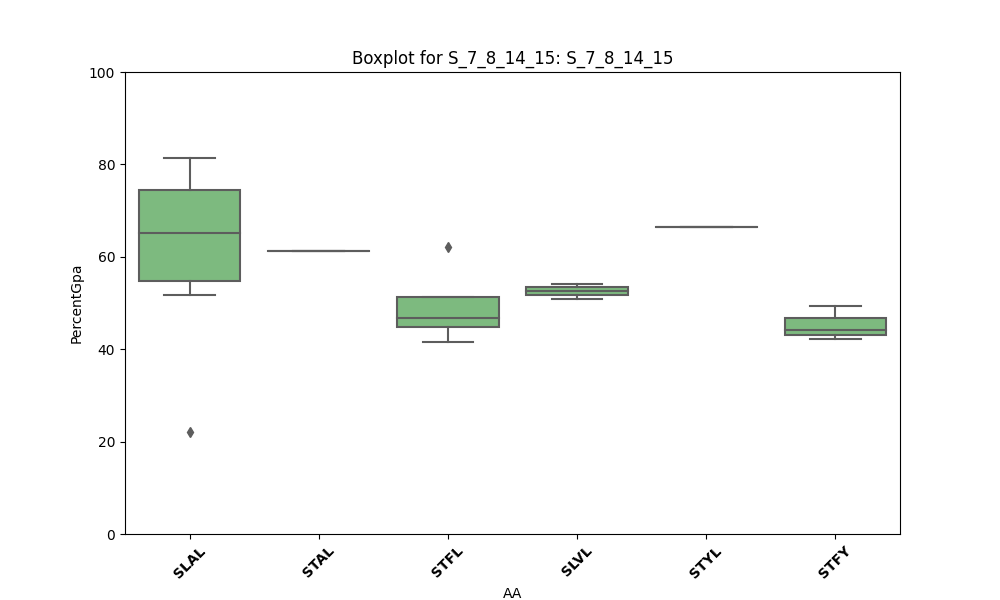 Boxplot for S_7_8_14_15: S_7_8_14_15
100
80
60
40
20
0
PercentGpa
SLAL
STAL
STFL
SLVL
STYL
STFY
AA